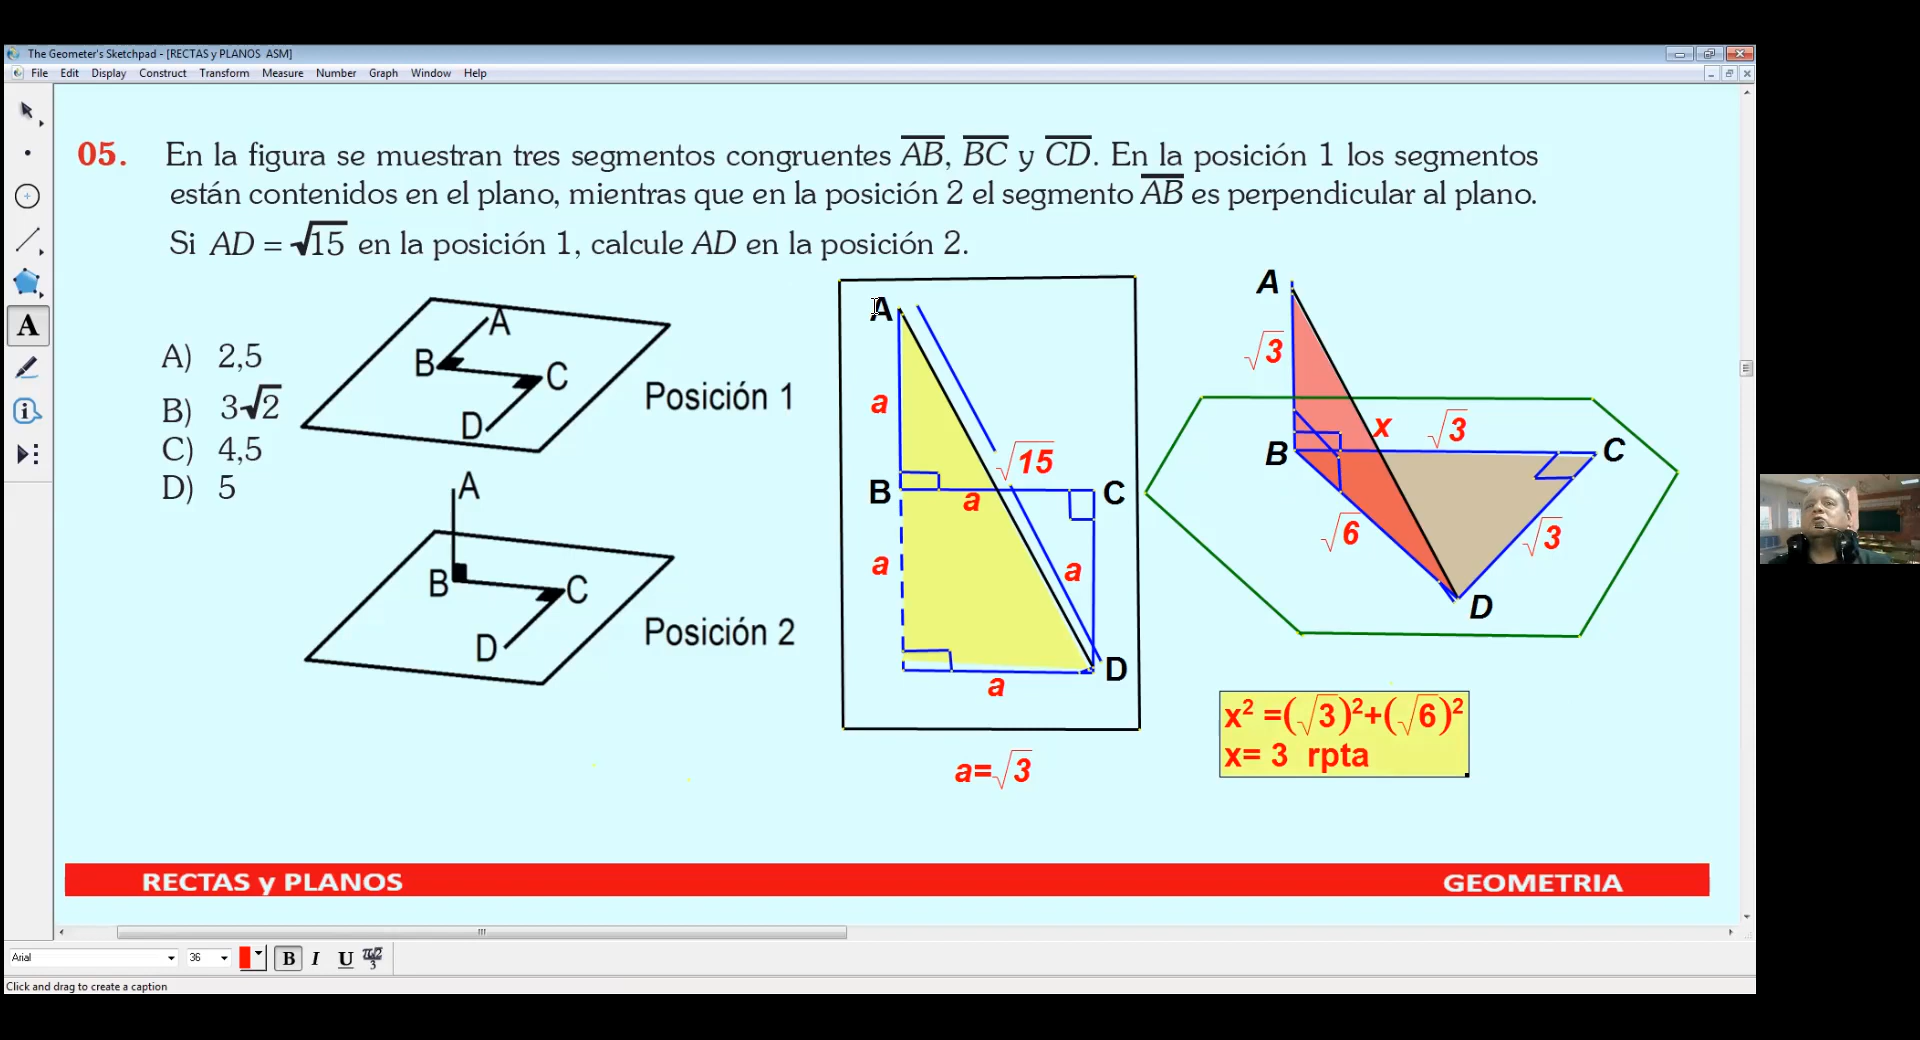 The Geometer's Sketchpad - [RECTAS y PLANOS ASM]
File Edit Display Construct Transform Measure Number Graph Window Help
05. En la figura se muestran tres segmentos congruentes AB, BC y CD. En la posición 1 los segmentos
están contenidos en el plano, mientras que en la posición 2 el segmento AB es perpendicular al plano.
Si AD = √15 en la posición 1, calcule AD en la posición 2.
A) 2,5
B) 3√2
C) 4,5
D) 5
A
B
C
D
Posición 1
A
B
C
D
Posición 2
A
a
√15
B
a
C
a
a
D
a
a=√3
A
√3
x
√3
B
C
√6
√3
D
x² =(√3)²+(√6)²
x= 3 rpta
RECTAS y PLANOS
GEOMETRIA
Arial 36 B I U
Click and drag to create a caption